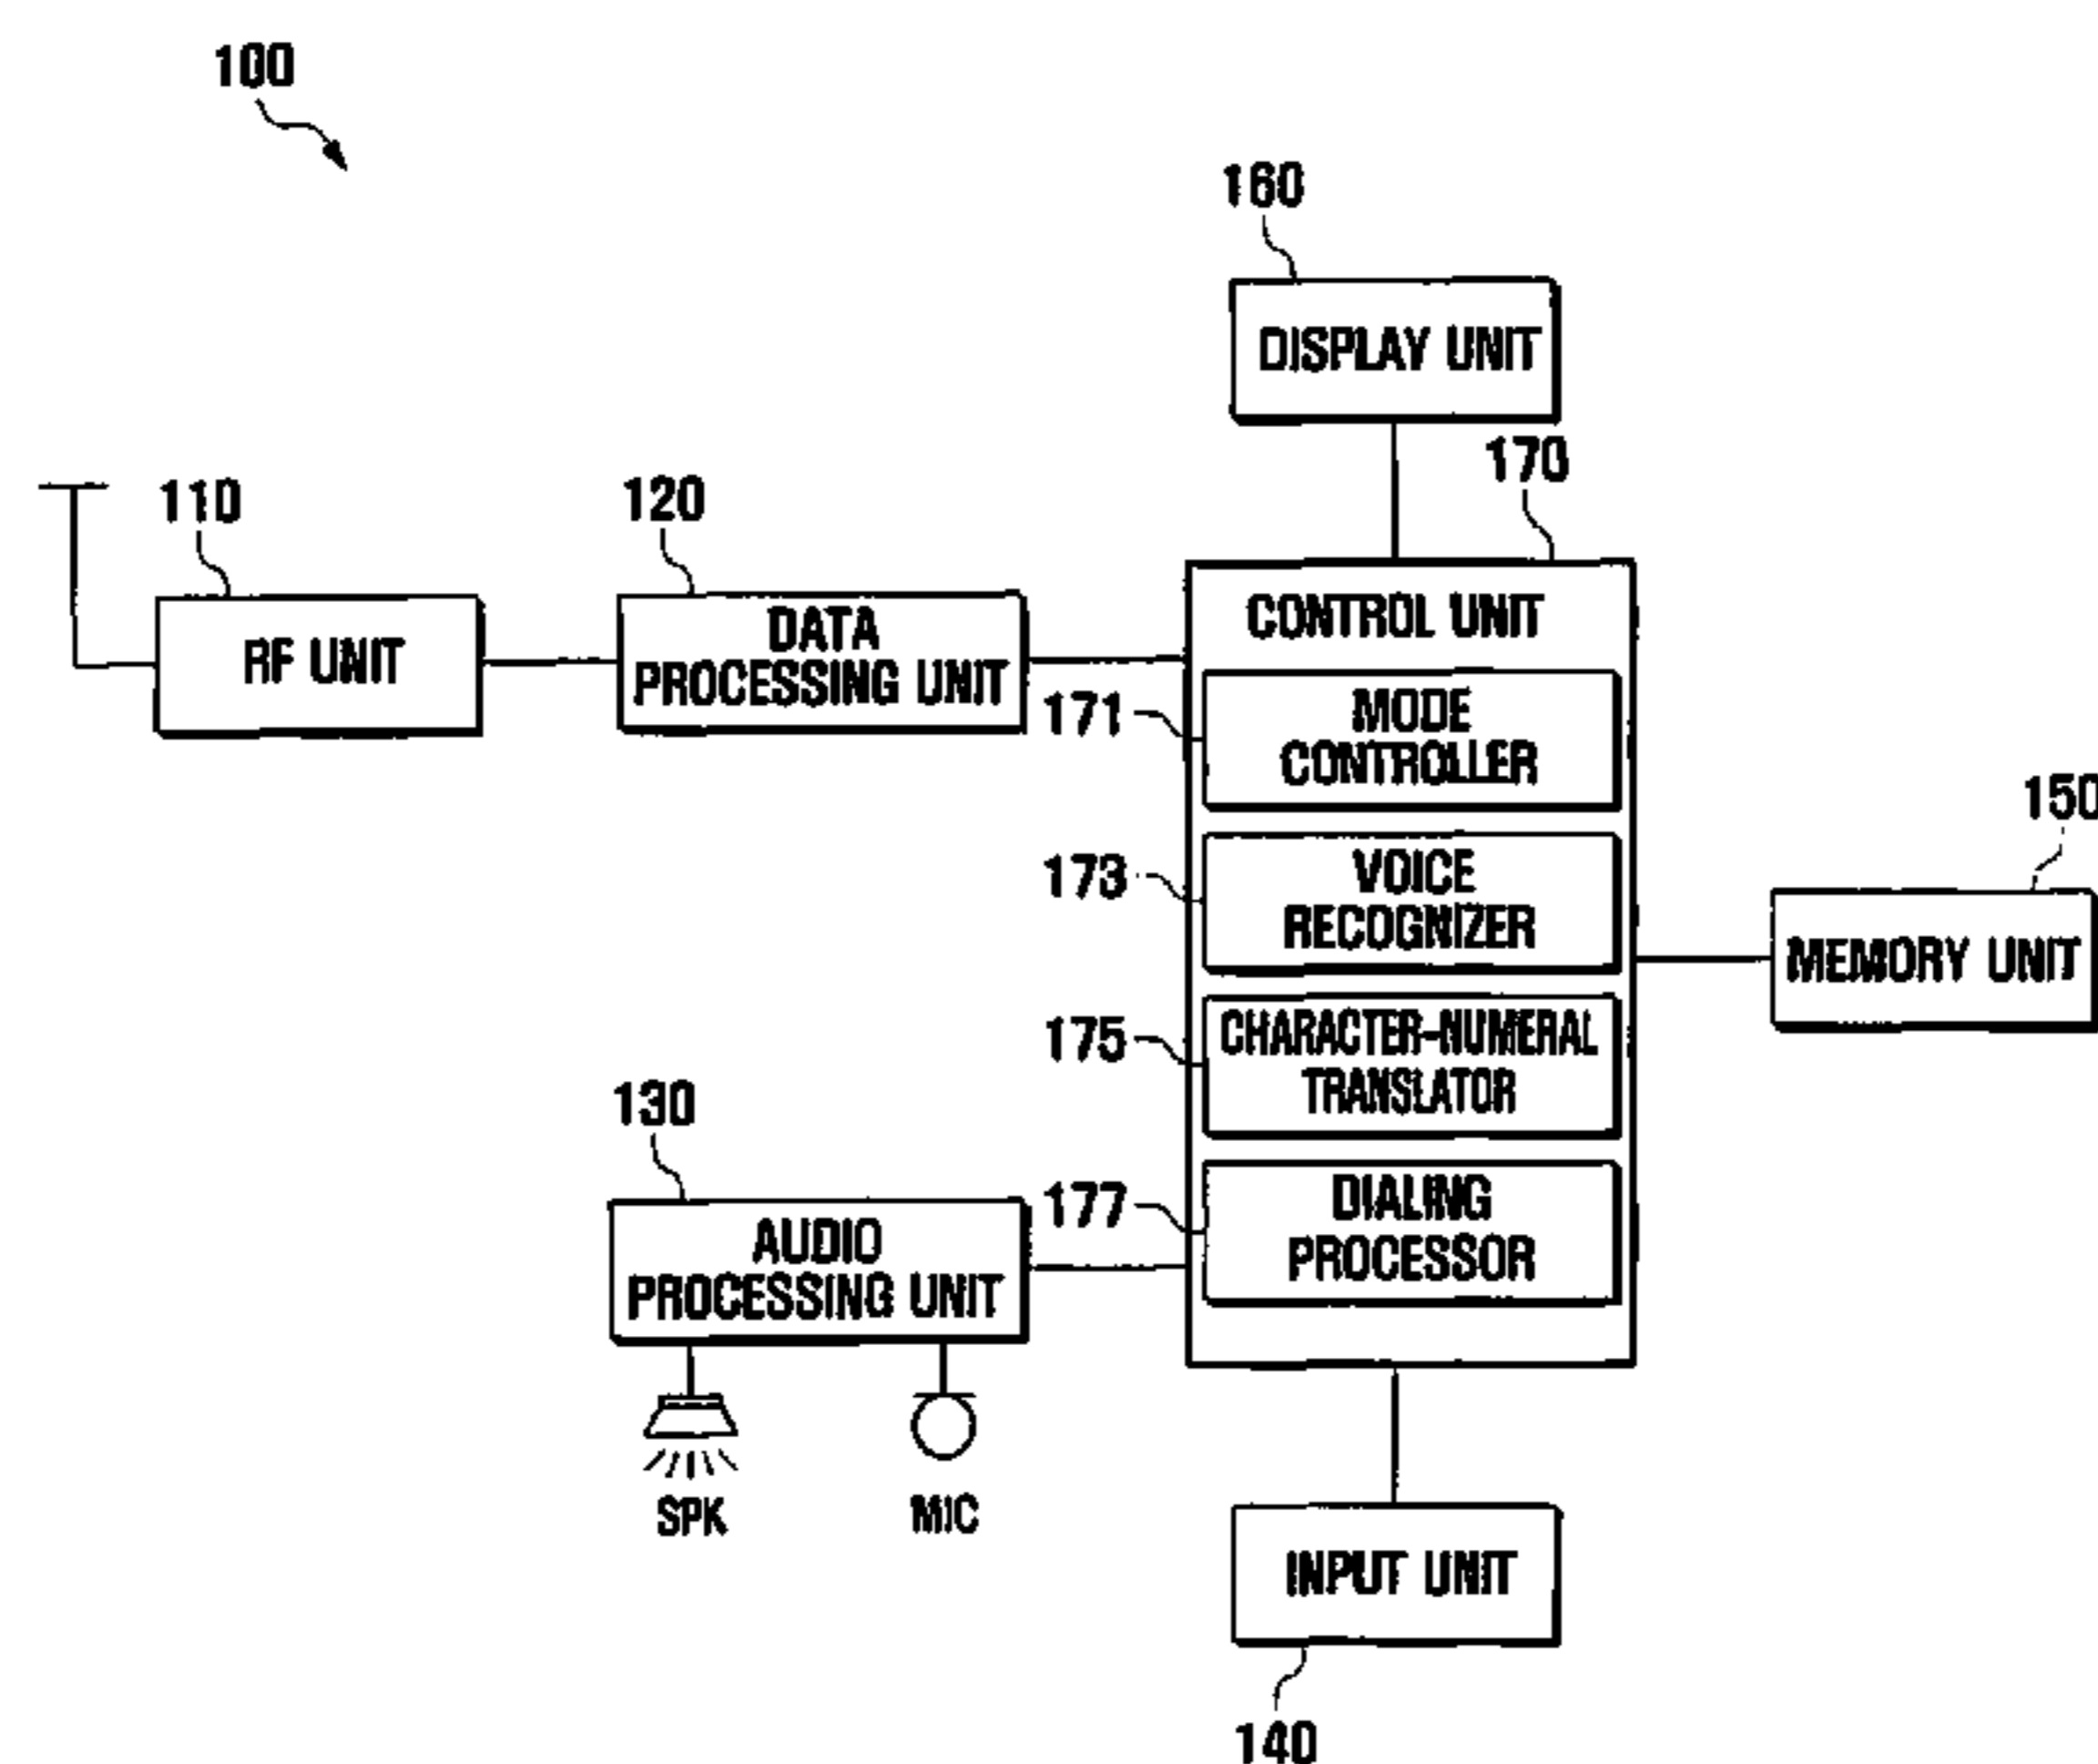 100
160
DISPLAY UNIT
170
110
120
RF UNIT
DATA
PROCESSING UNIT
CONTROL UNIT
171
MODE
CONTROLLER
173
VOICE
RECOGNIZER
150
MEMORY UNIT
175
CHARACTER-NUMERAL
TRANSLATOR
130
AUDIO
PROCESSING UNIT
177
DIALING
PROCESSOR
SPK
MIC
INPUT UNIT
140